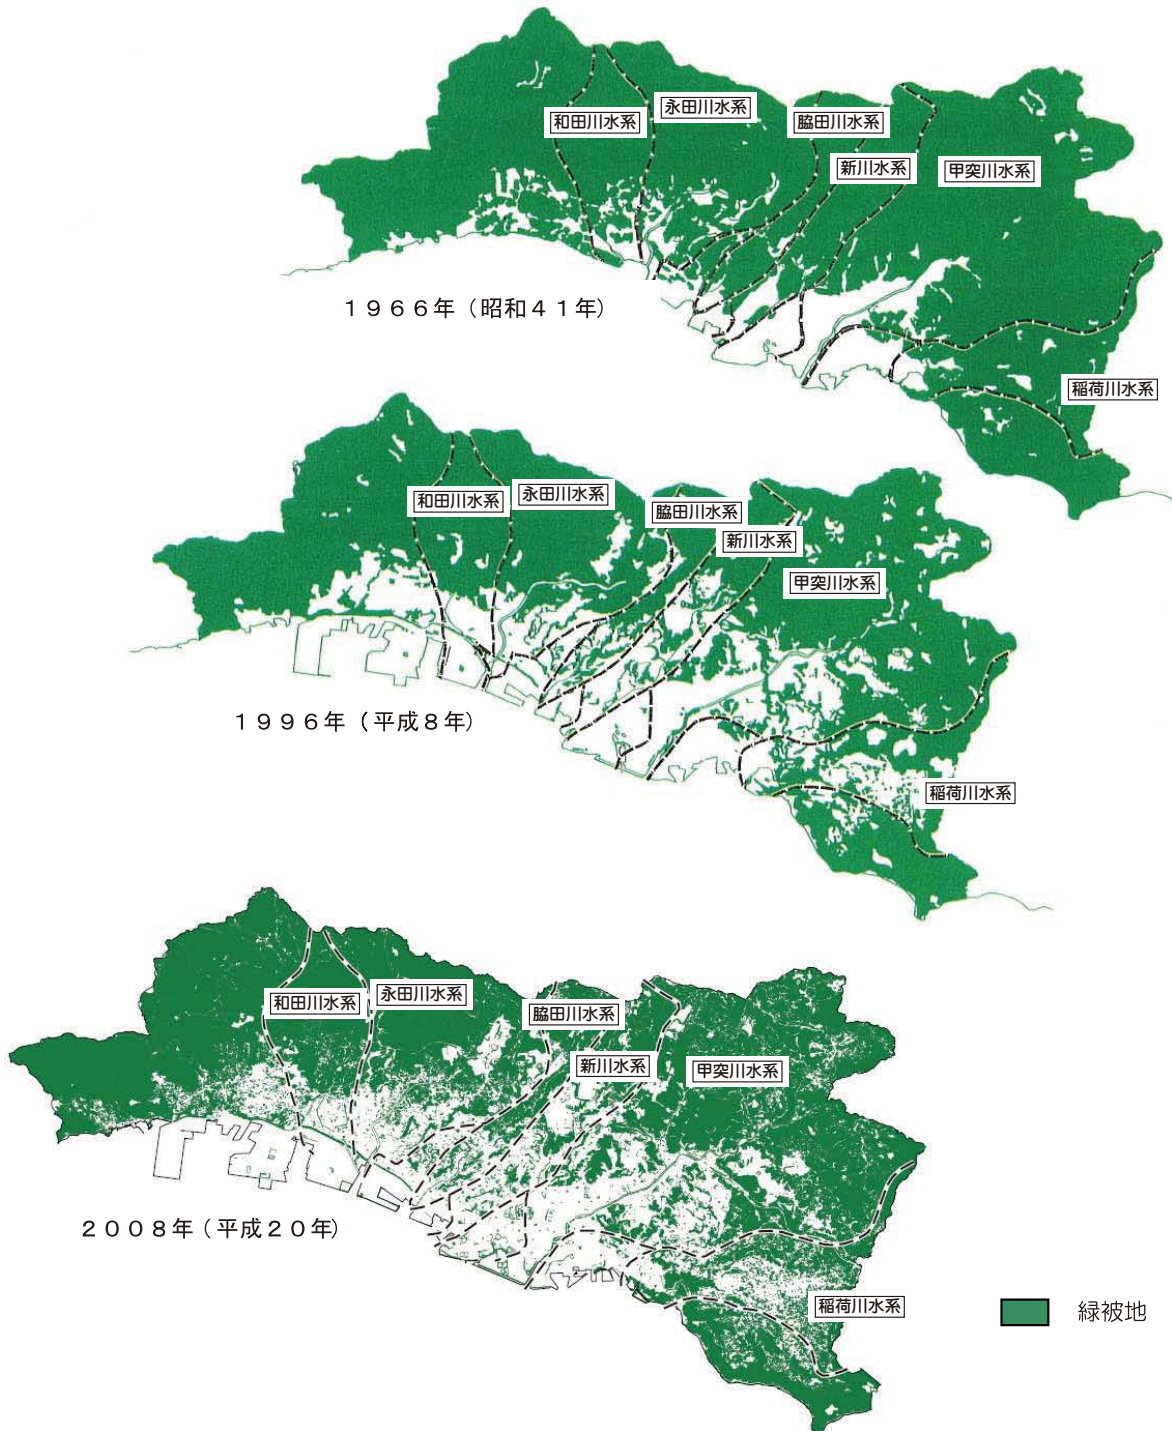 和田川水系
永田川水系
脇田川水系
新川水系
甲突川水系
稲荷川水系
1966年（昭和41年）
和田川水系
永田川水系
脇田川水系
新川水系
甲突川水系
稲荷川水系
1996年（平成8年）
和田川水系
永田川水系
脇田川水系
新川水系
甲突川水系
稲荷川水系
2008年（平成20年）
緑被地